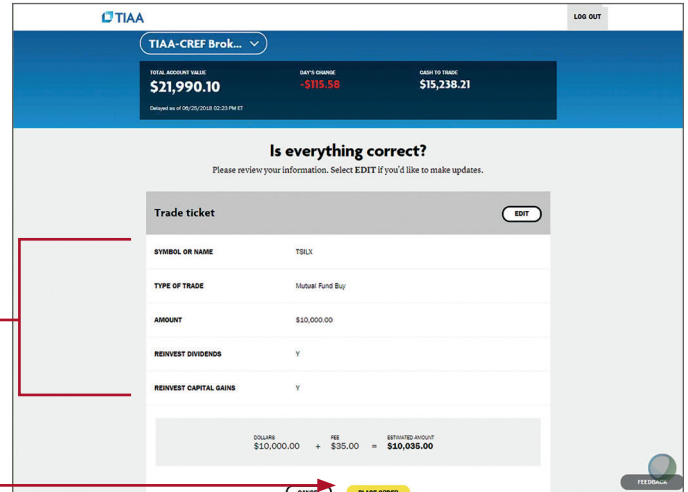 TIAA
LOG OUT
TIAA-CREF Brok...
TOTAL ACCOUNT VALUE DAY'S CHANGE CASH TO TRADE
$21,990.10 -$115.58 $15,238.21
Delayed as of 06/25/2018 02:23 PM ET
Is everything correct?
Please review your information. Select EDIT if you'd like to make updates.
Trade ticket EDIT
SYMBOL OR NAME TSILX
TYPE OF TRADE Mutual Fund Buy
AMOUNT $10,000.00
REINVEST DIVIDENDS Y
REINVEST CAPITAL GAINS Y
DOLLARS FEE ESTIMATED AMOUNT
$10,000.00 + $35.00 = $10,035.00
CANCEL PLACE ORDER
FEEDBACK